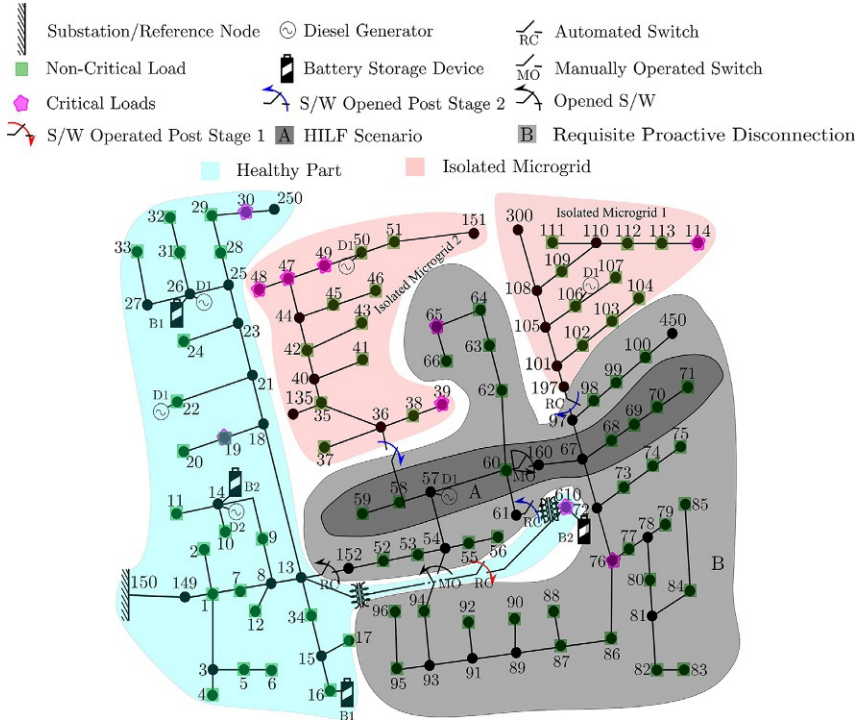 Substation/Reference Node
Diesel Generator
RC
Automated Switch
Non-Critical Load
Battery Storage Device
MO
Manually Operated Switch
Critical Loads
S/W Opened Post Stage 2
Opened S/W
S/W Operated Post Stage 1
A
HILF Scenario
B
Requisite Proactive Disconnection
Healthy Part
Isolated Microgrid
32 29 30 250
33 31 28
26 D1 25
27 B1
24 23
D1 22 21
20 19 18
11 14 B2
D2
10 9
2
150 149 1 7 8 13
12
34
3 5 6 15 17
4 16 B1
151
51
50
D1
49
48 47
Isolated Microgrid 2
46
45
44
43
42
41
40
135 35
39
38
36
37
Isolated Microgrid 1
300 111 110 112 113 114
109 D1 107
108 106 104
105 103
102
101
197
RC
97
98 99 100 450
65 64
66 63
62
71
70
69
68
67
160
60 MO
57 D1
58
59
A
61
RC
610
72
B2
75
74
73
76
77 78 79 85
80 84
81
82 83
B
152 52 53 54 55 56
RC
MO RC
96 94 92 90 88
95 93 91 89 87 86